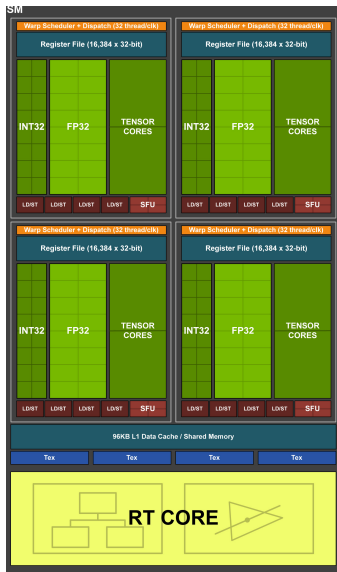 SM
Warp Scheduler + Dispatch (32 thread/clk)
Register File (16,384 x 32-bit)
INT32
FP32
TENSOR
CORES
LD/ST
LD/ST
LD/ST
LD/ST
SFU
Warp Scheduler + Dispatch (32 thread/clk)
Register File (16,384 x 32-bit)
INT32
FP32
TENSOR
CORES
LD/ST
LD/ST
LD/ST
LD/ST
SFU
Warp Scheduler + Dispatch (32 thread/clk)
Register File (16,384 x 32-bit)
INT32
FP32
TENSOR
CORES
LD/ST
LD/ST
LD/ST
LD/ST
SFU
Warp Scheduler + Dispatch (32 thread/clk)
Register File (16,384 x 32-bit)
INT32
FP32
TENSOR
CORES
LD/ST
LD/ST
LD/ST
LD/ST
SFU
96KB L1 Data Cache / Shared Memory
Tex
Tex
Tex
Tex
RT CORE